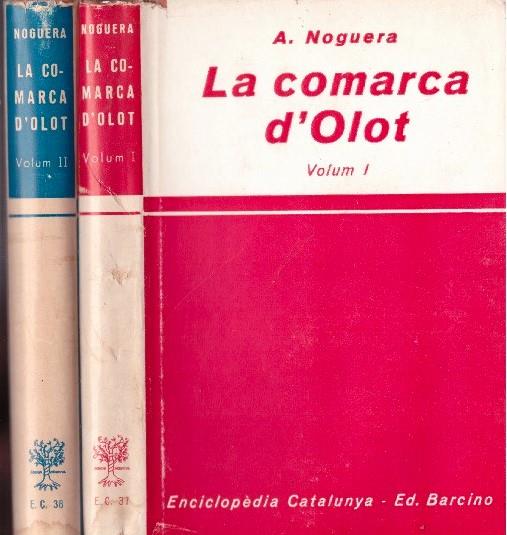 NOGUERA
LA CO-
MARCA
D'OLOT
Volum II
E.C. 38
NOGUERA
LA CO-
MARCA
D'OLOT
Volum I
E.C. 37
A. Noguera
La comarca
d'Olot
Volum I
Enciclopèdia Catalunya - Ed. Barcino